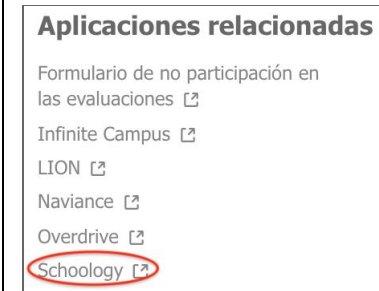 Aplicaciones relacionadas
Formulario de no participación en
las evaluaciones
Infinite Campus
LION
Naviance
Overdrive
Schoology